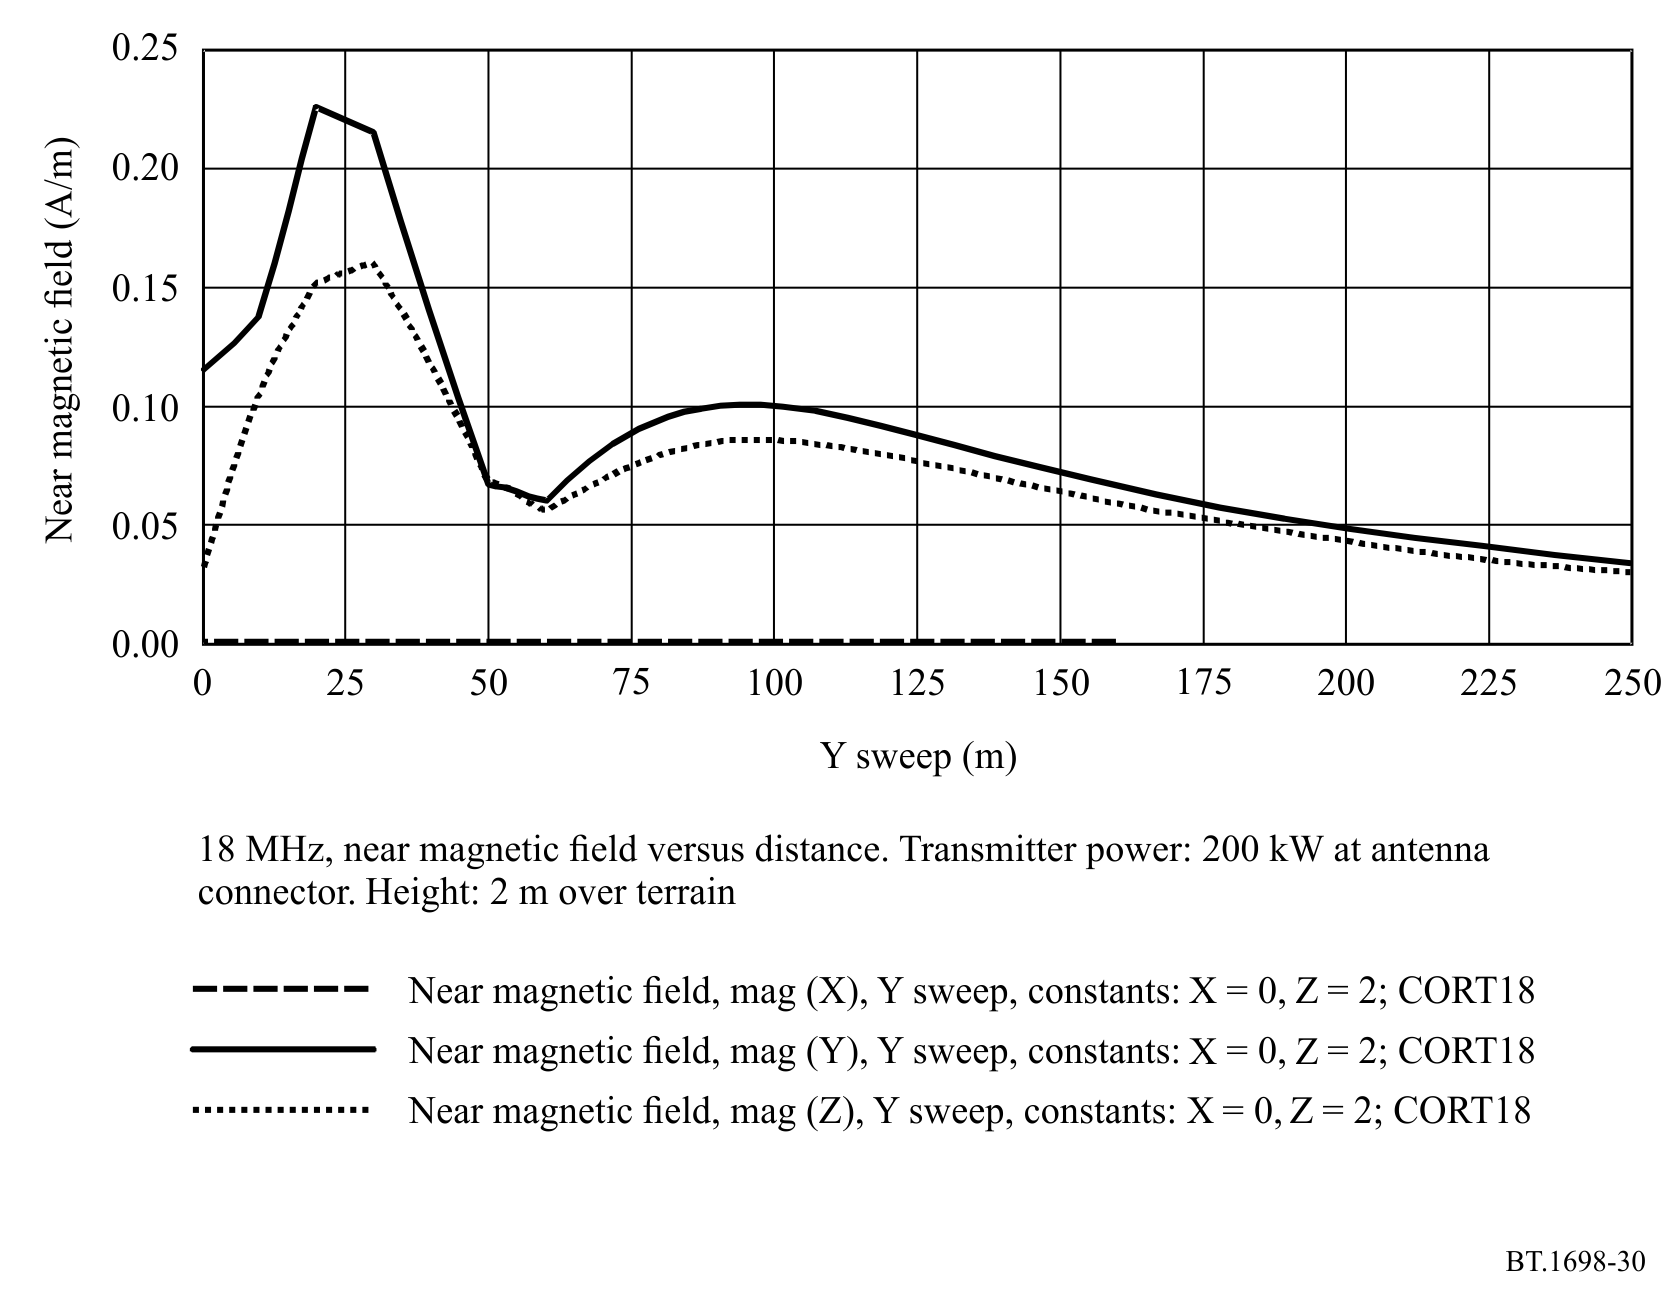 0.25
0.20
0.15
0.10
0.05
0.00
Near magnetic field (A/m)
0 25 50 75 100 125 150 175 200 225 250
Y sweep (m)
18 MHz, near magnetic field versus distance. Transmitter power: 200 kW at antenna
connector. Height: 2 m over terrain
Near magnetic field, mag (X), Y sweep, constants: X = 0, Z = 2; CORT18
Near magnetic field, mag (Y), Y sweep, constants: X = 0, Z = 2; CORT18
Near magnetic field, mag (Z), Y sweep, constants: X = 0, Z = 2; CORT18
BT.1698-30